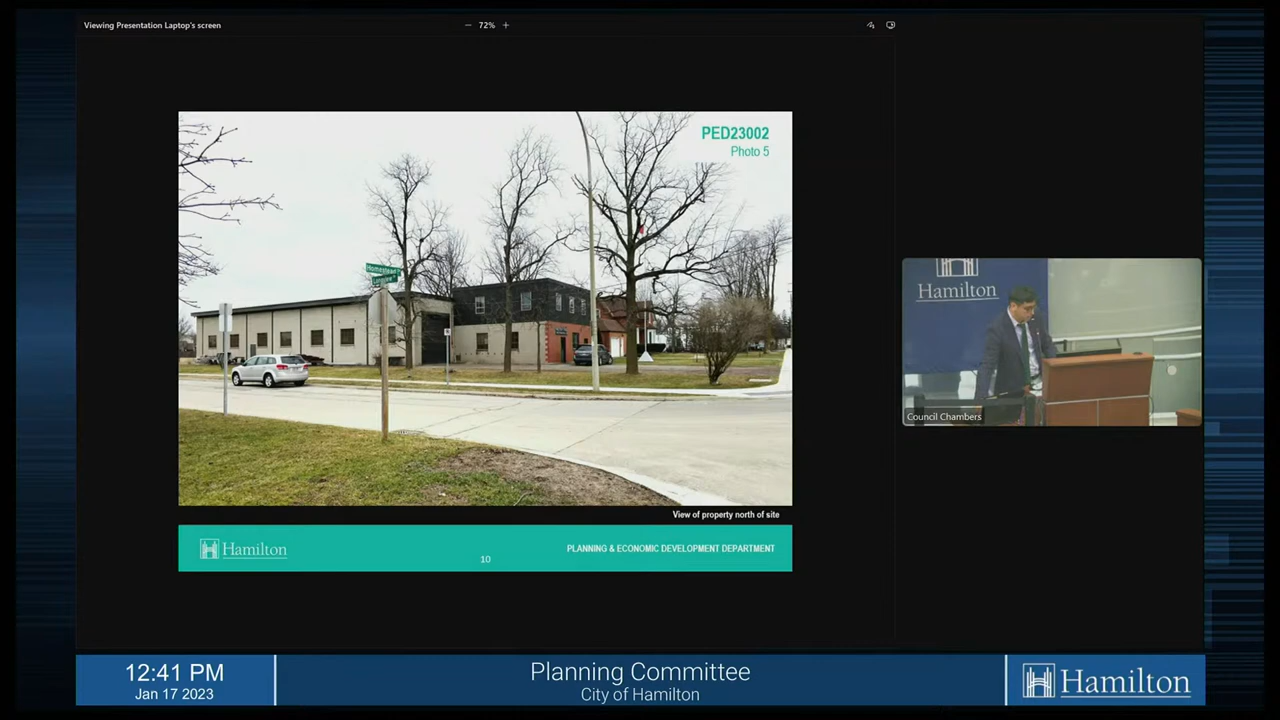 Viewing Presentation Laptop's screen
72%
PED23002
Photo 5
Homestead
View of property north of site
Hamilton
10
PLANNING & ECONOMIC DEVELOPMENT DEPARTMENT
Hamilton
Council Chambers
12:41 PM
Jan 17 2023
Planning Committee
City of Hamilton
Hamilton